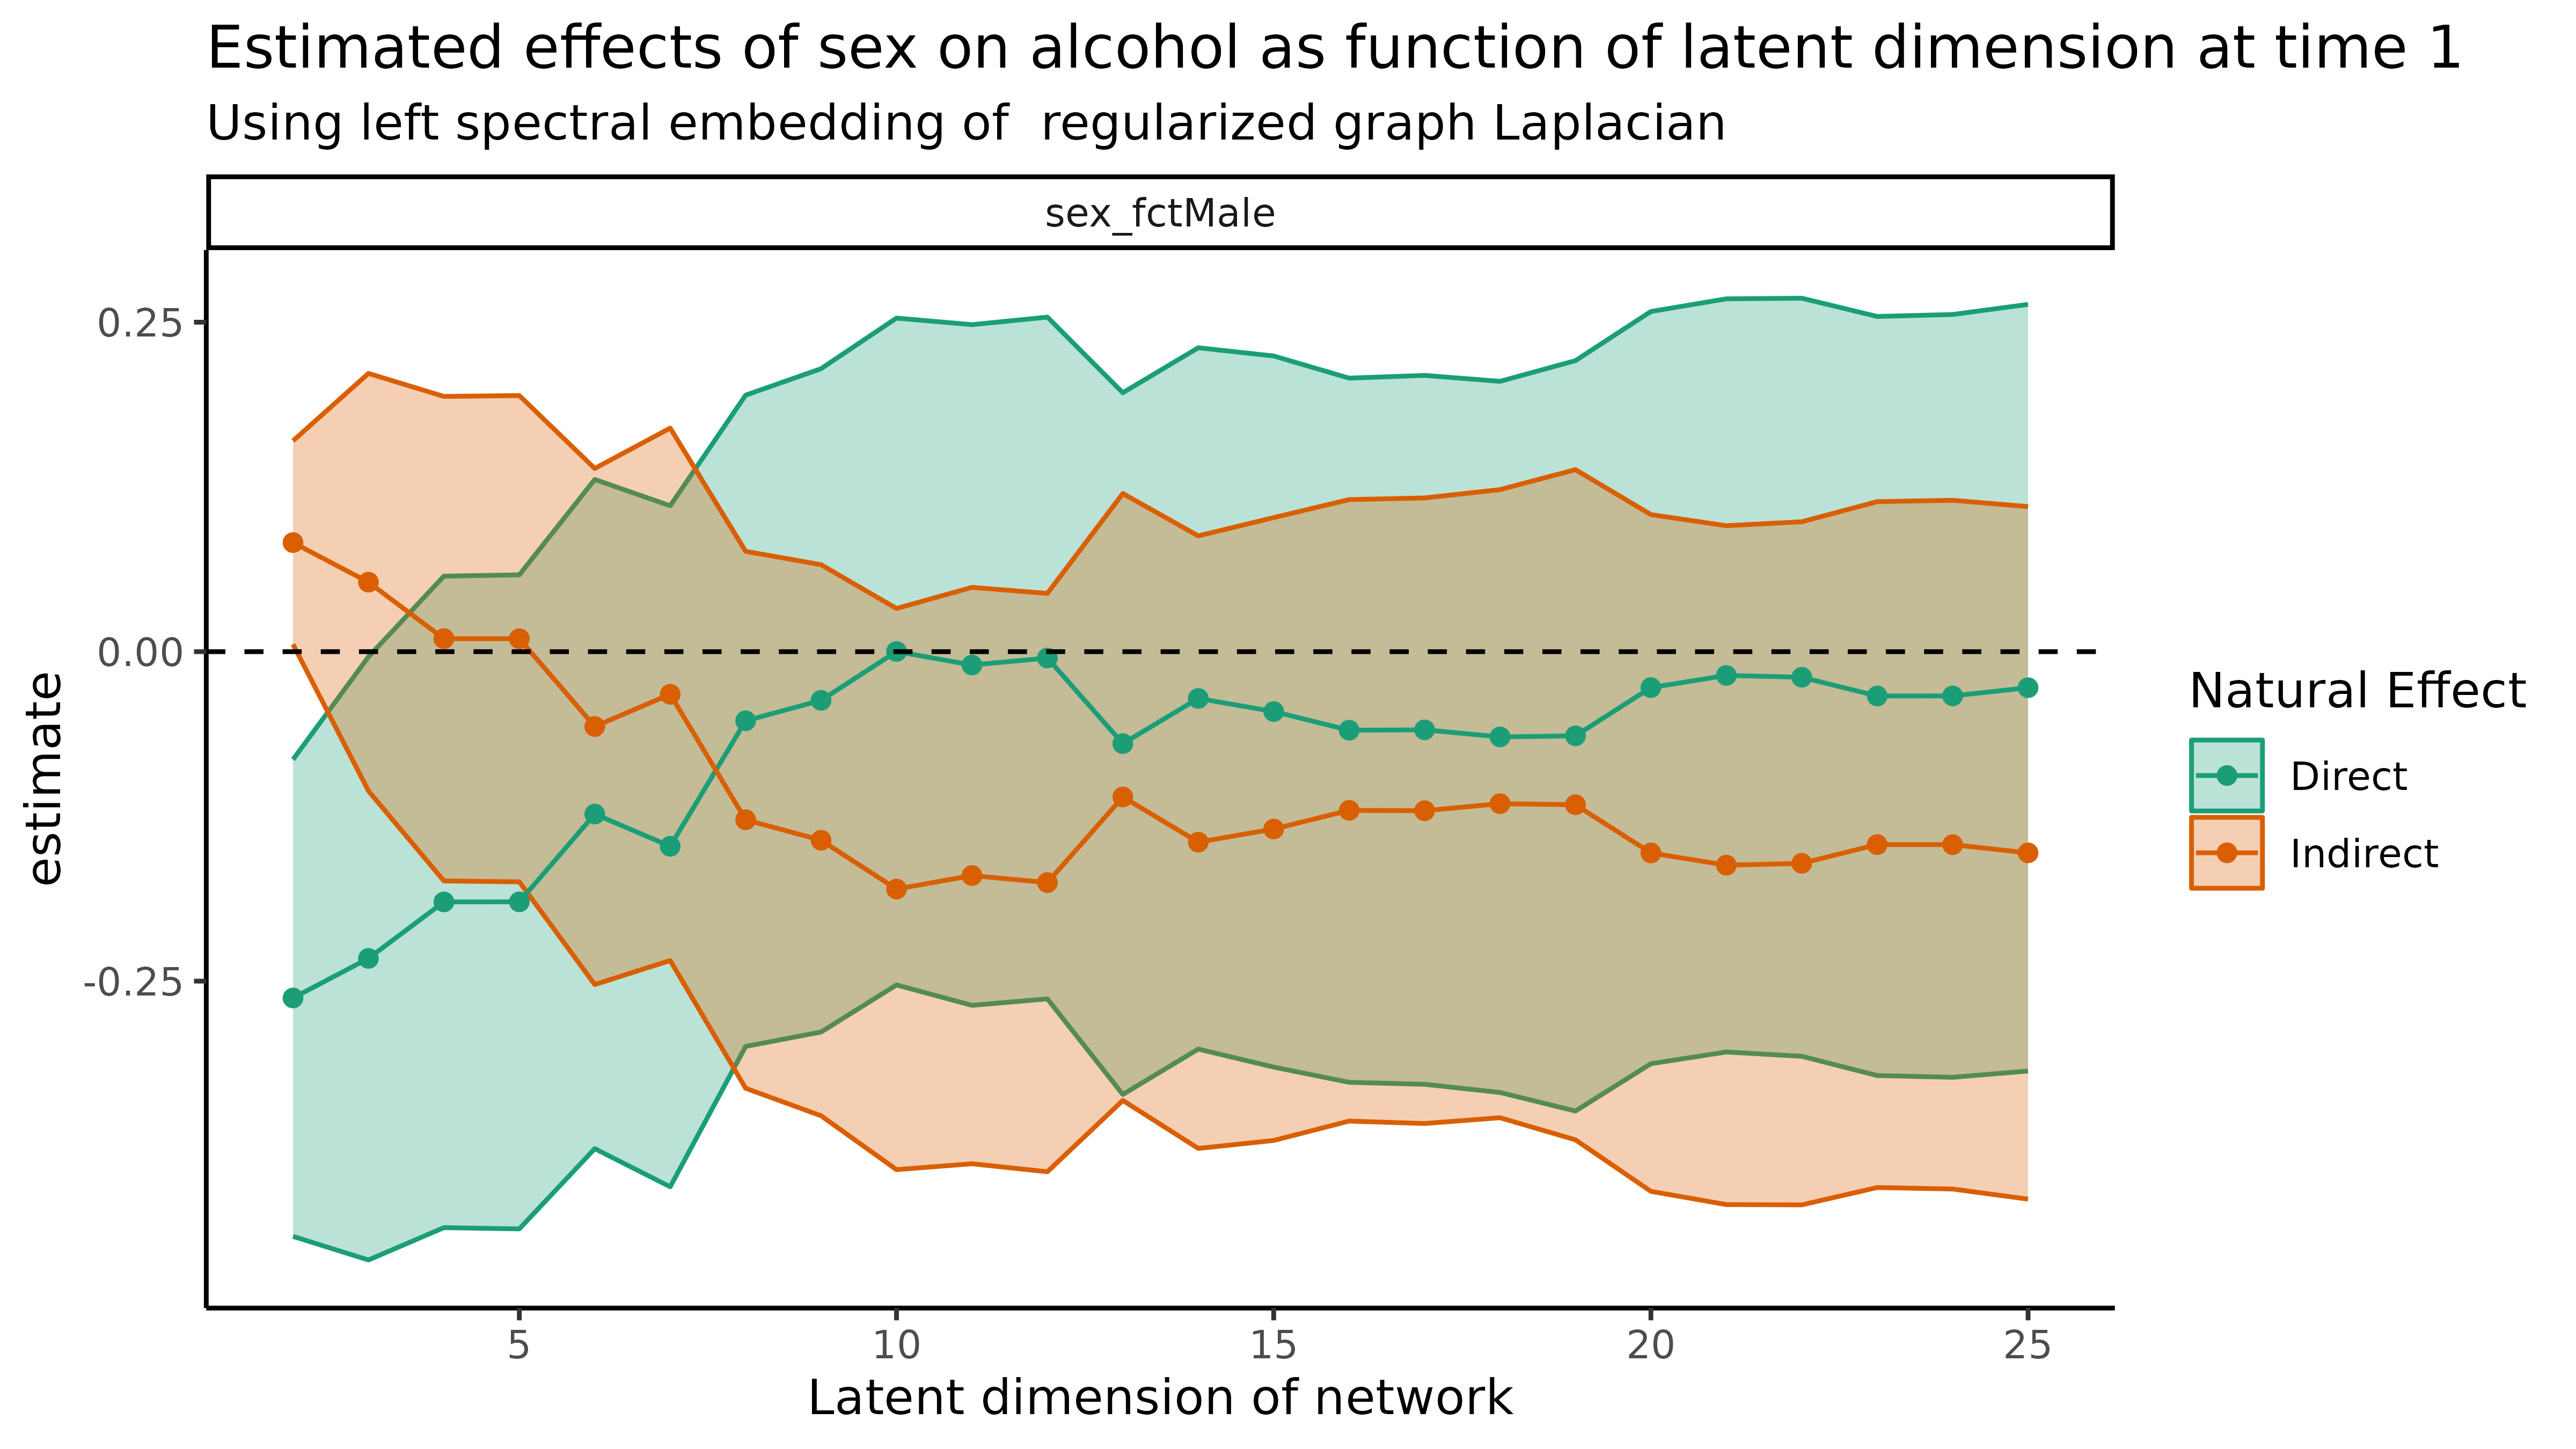 Estimated effects of sex on alcohol as function of latent dimension at time 1
Using left spectral embedding of  regularized graph Laplacian
sex_fctMale
0.25
0.00
-0.25
estimate
5 10 15 20 25
Latent dimension of network
Natural Effect
Direct
Indirect